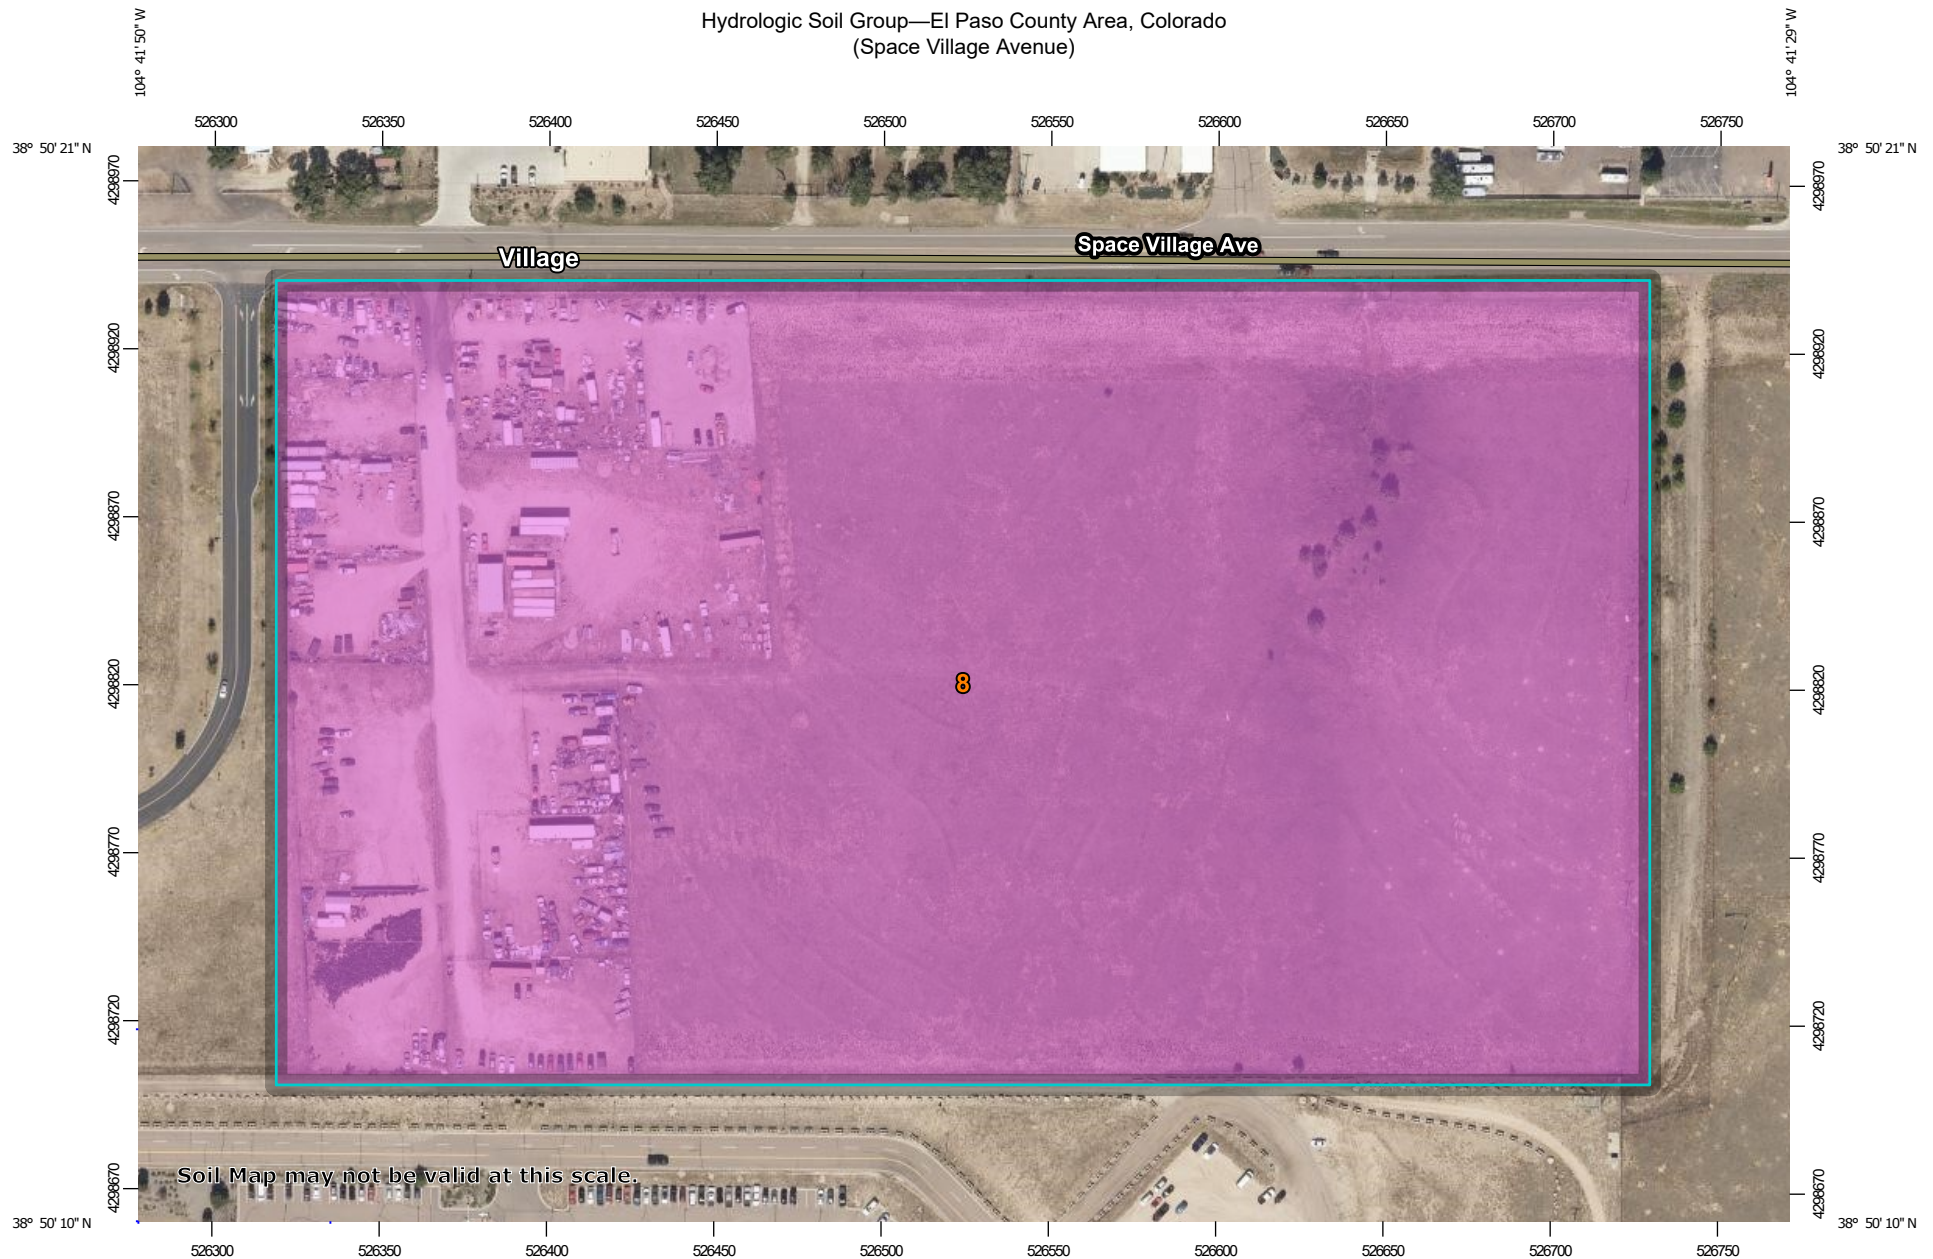 Hydrologic Soil Group—El Paso County Area, Colorado
(Space Village Avenue)
104° 41' 50'' W
104° 41' 29'' W
526300 526350 526400 526450 526500 526550 526600 526650 526700 526750
38° 50' 21'' N
38° 50' 21'' N
4298970
4298970
Village
Space Village Ave
4298920
4298920
4298870
4298870
8
4298820
4298820
4298770
4298770
4298720
4298720
Soil Map may not be valid at this scale.
4298670
4298670
38° 50' 10'' N
38° 50' 10'' N
526300 526350 526400 526450 526500 526550 526600 526650 526700 526750